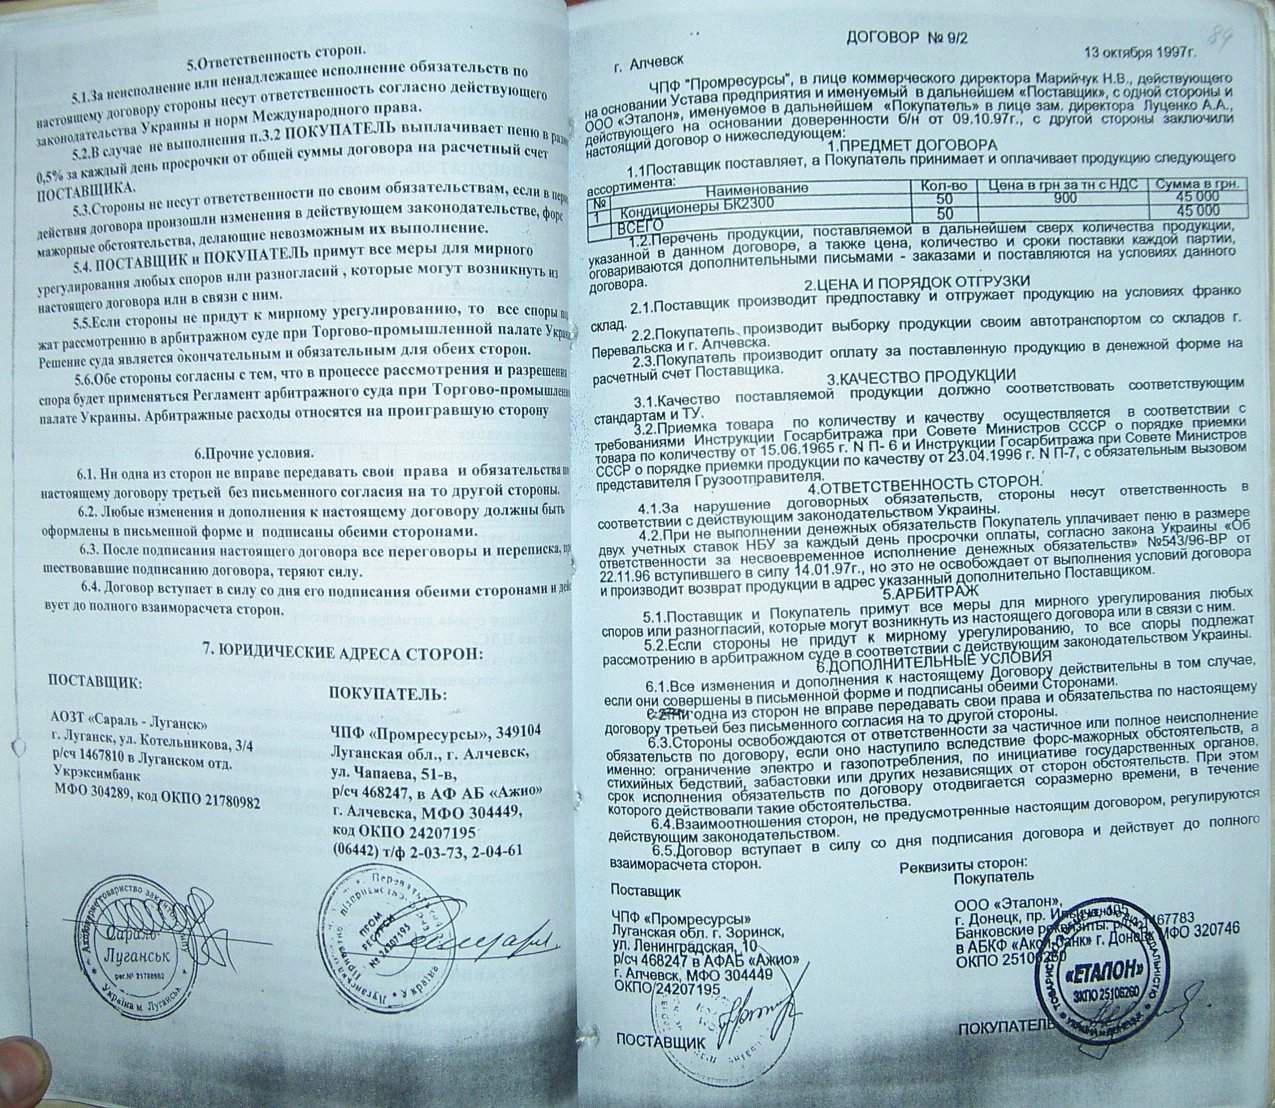 5.Ответственность сторон.
5.1.За неисполнение или ненадлежащее исполнение обязательств по
настоящему договору стороны несут ответственность согласно действующего
законодательства Украины и норм Международного права.
5.2.В случае не выполнения п.3.2 ПОКУПАТЕЛЬ выплачивает пеню в
0,5% за каждый день просрочки от общей суммы договора на расчетный счет
ПОСТАВЩИКА.
5.3.Стороны не несут ответственности по своим обязательствам, если в
действия договора произошли изменения в действующем законодательстве, форс
мажорные обстоятельства, делающие невозможным их выполнение.
5.4. ПОСТАВЩИК и ПОКУПАТЕЛЬ примут все меры для мирного
урегулирования любых споров или разногласий , которые могут возникнуть из
настоящего договора или в связи с ним.
5.5.Если стороны не придут к мирному урегулированию, то все споры
жат рассмотрению в арбитражном суде при Торгово-промышленной палате
Решение суда является окончательным и обязательным для обеих сторон.
5.6.Обе стороны согласны с тем, что в процессе рассмотрения и разрешения
спора будет применяться Регламент арбитражного суда при Торгово-промышлен
палате Украины. Арбитражные расходы относятся на проигравшую сторону
6.Прочие условия.
6.1. Ни одна из сторон не вправе передавать свои права и обязательства по
настоящему договору третьей без письменного согласия на то другой стороны.
6.2. Любые изменения и дополнения к настоящему договору должны быть
оформлены в письменной форме и подписаны обеими сторонами.
6.3. После подписания настоящего договора все переговоры и переписка,
шествовавшие подписанию договора, теряют силу.
6.4. Договор вступает в силу со дня его подписания обеими сторонами и
вует до полного взаиморасчета сторон.
7. ЮРИДИЧЕСКИЕ АДРЕСА СТОРОН:
ПОСТАВЩИК:
АОЗТ «Сараль - Луганск»
г. Луганск, ул. Котельникова, 3/4
р/сч 1467810 в Луганском отд.
Укрэксимбанк
МФО 304289, код ОКПО 21780982
ПОКУПАТЕЛЬ:
ЧПФ «Промресурсы», 349104
Луганская обл., г. Алчевск,
ул. Чапаева, 51-в,
р/сч 468247, в АФ АБ «Ажио»
г. Алчевска, МФО 304449,
код ОКПО 24207195
(06442) т/ф 2-03-73, 2-04-61
Сараль-
Луганськ
рег.№ 21780982
Україна м Луганськ
ПРОМ
РЕСУРСИ
№ 24207195
84
ДОГОВОР № 9/2
г. Алчевск
13 октября 1997г.
ЧПФ "Промресурсы", в лице коммерческого директора Марийчук Н.В., действующего
на основании Устава предприятия и именуемый в дальнейшем «Поставщик», с одной стороны и
ООО «Эталон», именуемое в дальнейшем «Покупатель» в лице зам. директора Луценко А.А.,
действующего на основании доверенности б/н от 09.10.97г., с другой стороны заключили
настоящий договор о нижеследующем:
1.ПРЕДМЕТ ДОГОВОРА
1.1Поставщик поставляет, а Покупатель принимает и оплачивает продукцию следующего
ассортимента:
№ Наименование Кол-во Цена в грн за тн с НДС Сумма в грн.
1 Кондиционеры БК2300 50 900 45 000
ВСЕГО 50 45 000
1.2.Перечень продукции, поставляемой в дальнейшем сверх количества продукции,
указанной в данном договоре, а также цена, количество и сроки поставки каждой партии,
оговариваются дополнительными письмами - заказами и поставляются на условиях данного
договора.
2.ЦЕНА И ПОРЯДОК ОТГРУЗКИ
2.1.Поставщик производит предпоставку и отгружает продукцию на условиях франко
склад.
2.2.Покупатель производит выборку продукции своим автотранспортом со складов г.
Перевальска и г. Алчевска.
2.3.Покупатель производит оплату за поставленную продукцию в денежной форме на
расчетный счет Поставщика.
3.КАЧЕСТВО ПРОДУКЦИИ
3.1.Качество поставляемой продукции должно соответствовать соответствующим
стандартам и ТУ.
3.2.Приемка товара по количеству и качеству осуществляется в соответствии с
требованиями Инструкции Госарбитража при Совете Министров СССР о порядке приемки
товара по количеству от 15.06.1965 г. N П- 6 и Инструкции Госарбитража при Совете Министров
СССР о порядке приемки продукции по качеству от 23.04.1996 г. N П-7, с обязательным вызовом
представителя Грузоотправителя.
4.ОТВЕТСТВЕННОСТЬ СТОРОН.
4.1.За нарушение договорных обязательств, стороны несут ответственность в
соответствии с действующим законодательством Украины.
4.2.При не выполнении денежных обязательств Покупатель уплачивает пеню в размере
двух учетных ставок НБУ за каждый день просрочки оплаты, согласно закона Украины «Об
ответственности за несвоевременное исполнение денежных обязательств» №543/96-ВР от
22.11.96 вступившего в силу 14.01.97г., но это не освобождает от выполнения условий договора
и производит возврат продукции в адрес указанный дополнительно Поставщиком.
5.АРБИТРАЖ
5.1.Поставщик и Покупатель примут все меры для мирного урегулирования любых
споров или разногласий, которые могут возникнуть из настоящего договора или в связи с ним.
5.2.Если стороны не придут к мирному урегулированию, то все споры подлежат
рассмотрению в арбитражном суде в соответствии с действующим законодательством Украины.
6.ДОПОЛНИТЕЛЬНЫЕ УСЛОВИЯ
6.1.Все изменения и дополнения к настоящему Договору действительны в том случае,
если они совершены в письменной форме и подписаны обеими Сторонами.
6.2.Ни одна из сторон не вправе передавать свои права и обязательства по настоящему
договору третьей без письменного согласия на то другой стороны.
6.3.Стороны освобождаются от ответственности за частичное или полное неисполнение
обязательств по договору, если оно наступило вследствие форс-мажорных обстоятельств, а
именно: ограничение электро и газопотребления, по инициативе государственных органов,
стихийных бедствий, забастовки или других независящих от сторон обстоятельств. При этом
срок исполнения обязательств по договору отодвигается соразмерно времени, в течение
которого действовали такие обстоятельства.
6.4.Взаимоотношения сторон, не предусмотренные настоящим договором, регулируются
действующим законодательством.
6.5.Договор вступает в силу со дня подписания договора и действует до полного
взаиморасчета сторон.
Реквизиты сторон:
Поставщик
ЧПФ «Промресурсы»
Луганская обл. г. Зоринск,
ул. Ленинградская, 10
р/сч 468247 в АФАБ «Ажио»
г. Алчевск, МФО 304449
ОКПО 24207195
ПОСТАВЩИК
Покупатель
ООО «Эталон»,
г. Донецк, пр. Ильича, 105
Банковские реквизиты: р/с 1467783
в АБКФ «Акол-Банк» г. Донецк МФО 320746
ОКПО 25106260
ПОКУПАТЕЛЬ
«ЕТАЛОН»
ЗКПО 25106260